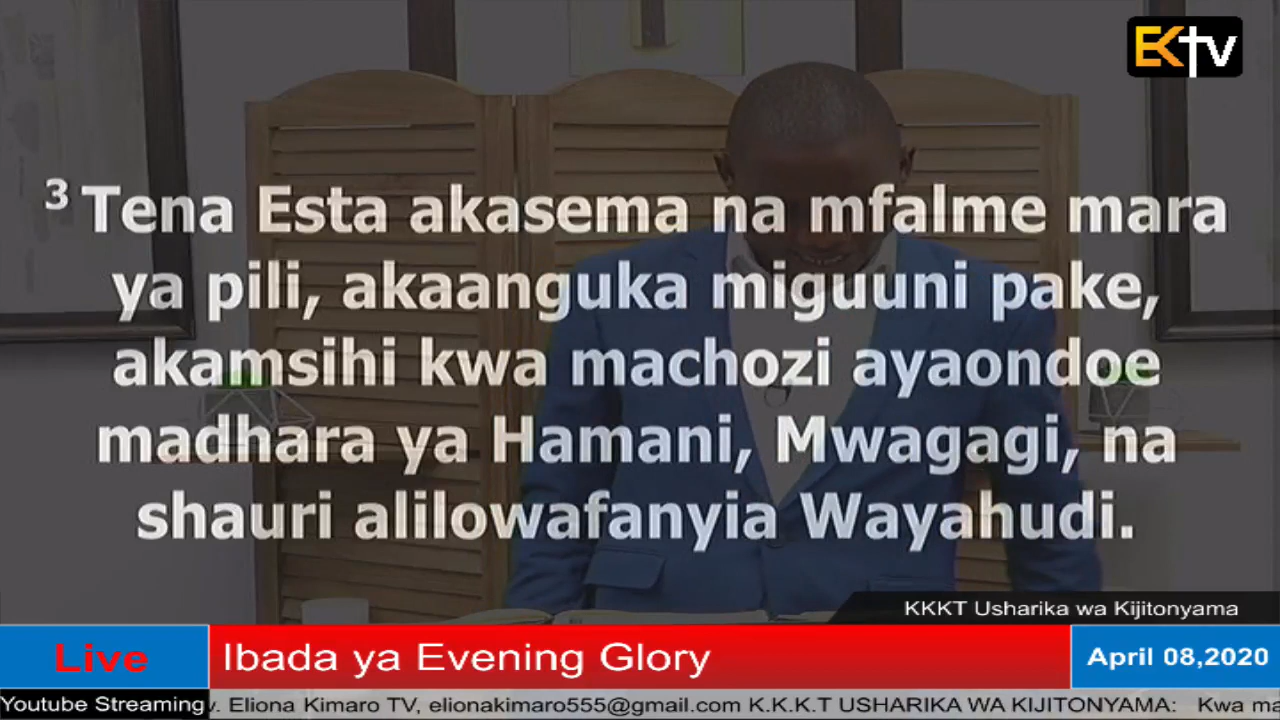 EKTV
3 Tena Esta akasema na mfalme mara
ya pili, akaanguka miguuni pake,
akamsihi kwa machozi ayaondoe
madhara ya Hamani, Mwagagi, na
shauri alilowafanyia Wayahudi.
KKKT Usharika wa Kijitonyama
Live
Ibada ya Evening Glory
April 08,2020
Youtube Streaming
v. Eliona Kimaro TV, elionakimaro555@gmail.com K.K.K.T USHARIKA WA KIJITONYAMA: Kwa ma